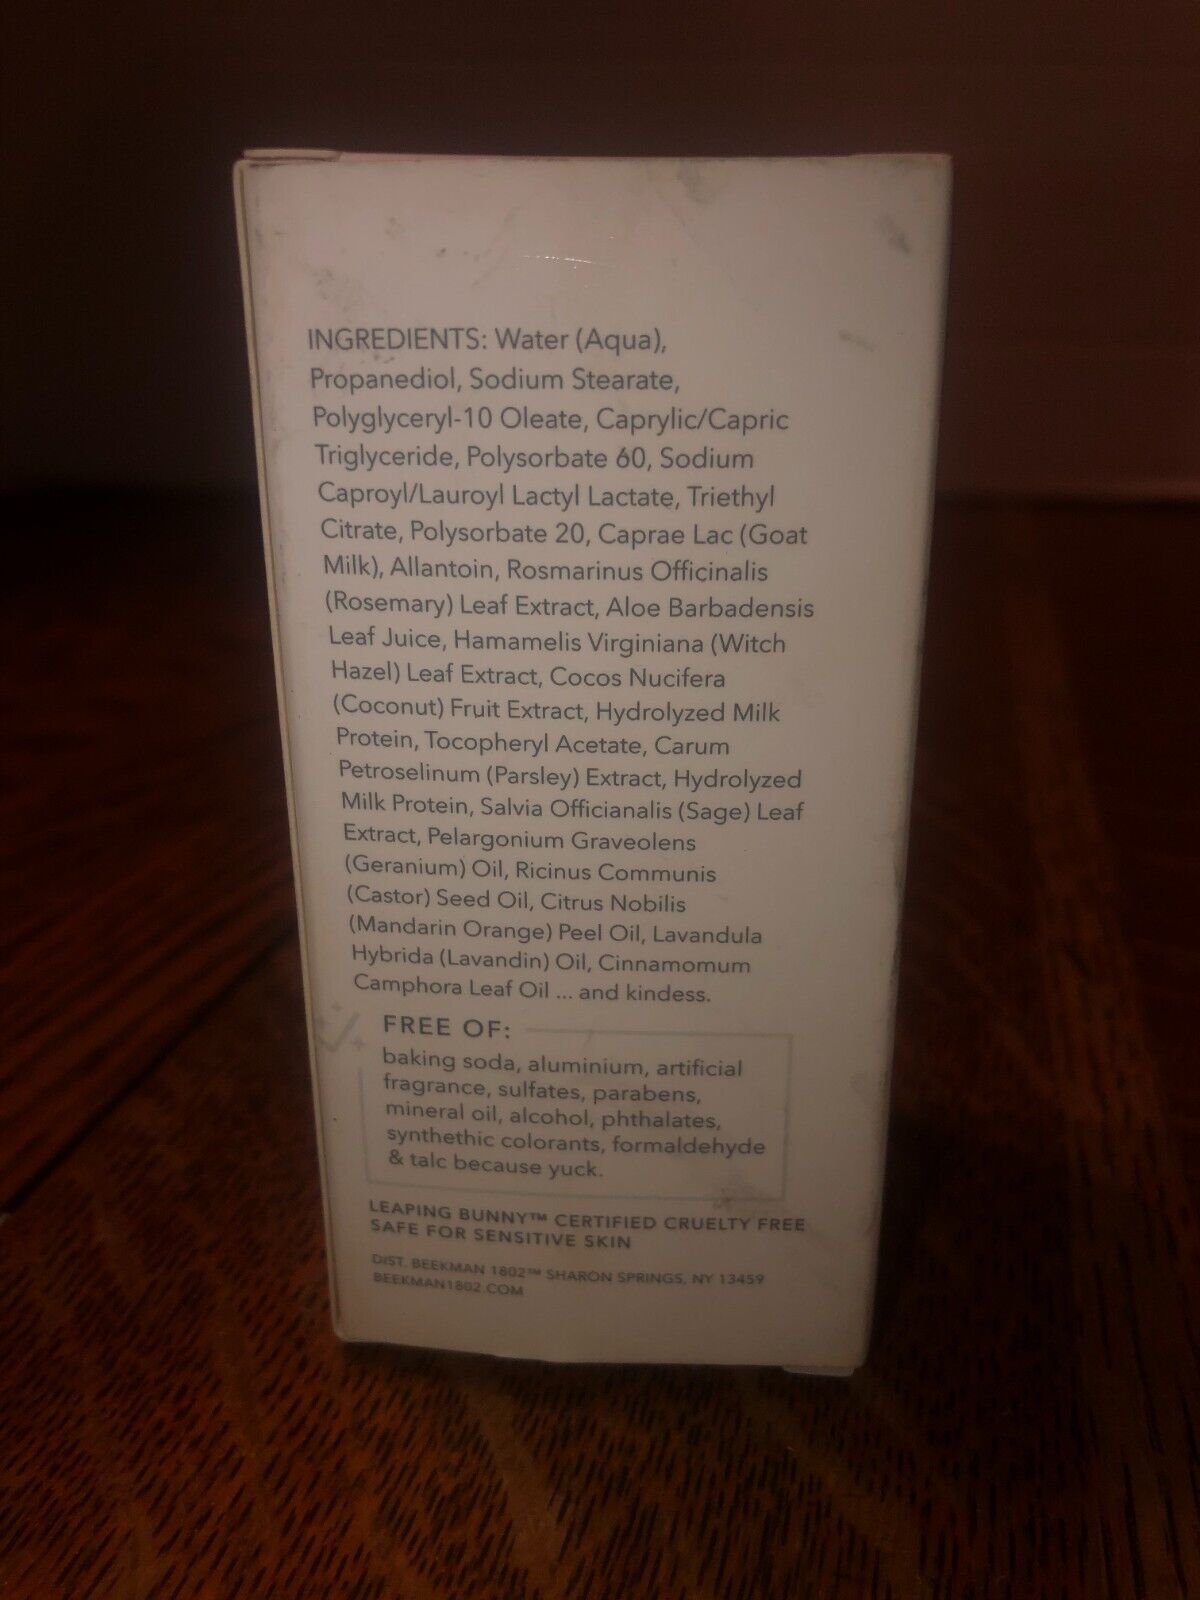 INGREDIENTS: Water (Aqua),
Propanediol, Sodium Stearate,
Polyglyceryl-10 Oleate, Caprylic/Capric
Triglyceride, Polysorbate 60, Sodium
Caproyl/Lauroyl Lactyl Lactate, Triethyl
Citrate, Polysorbate 20, Caprae Lac (Goat
Milk), Allantoin, Rosmarinus Officinalis
(Rosemary) Leaf Extract, Aloe Barbadensis
Leaf Juice, Hamamelis Virginiana (Witch
Hazel) Leaf Extract, Cocos Nucifera
(Coconut) Fruit Extract, Hydrolyzed Milk
Protein, Tocopheryl Acetate, Carum
Petroselinum (Parsley) Extract, Hydrolyzed
Milk Protein, Salvia Officianalis (Sage) Leaf
Extract, Pelargonium Graveolens
(Geranium) Oil, Ricinus Communis
(Castor) Seed Oil, Citrus Nobilis
(Mandarin Orange) Peel Oil, Lavandula
Hybrida (Lavandin) Oil, Cinnamomum
Camphora Leaf Oil ... and kindess.
FREE OF:
baking soda, aluminium, artificial
fragrance, sulfates, parabens,
mineral oil, alcohol, phthalates,
synthethic colorants, formaldehyde
& talc because yuck.
LEAPING BUNNY™ CERTIFIED CRUELTY FREE
SAFE FOR SENSITIVE SKIN
DIST. BEEKMAN 1802™ SHARON SPRINGS, NY 13459
BEEKMAN1802.COM